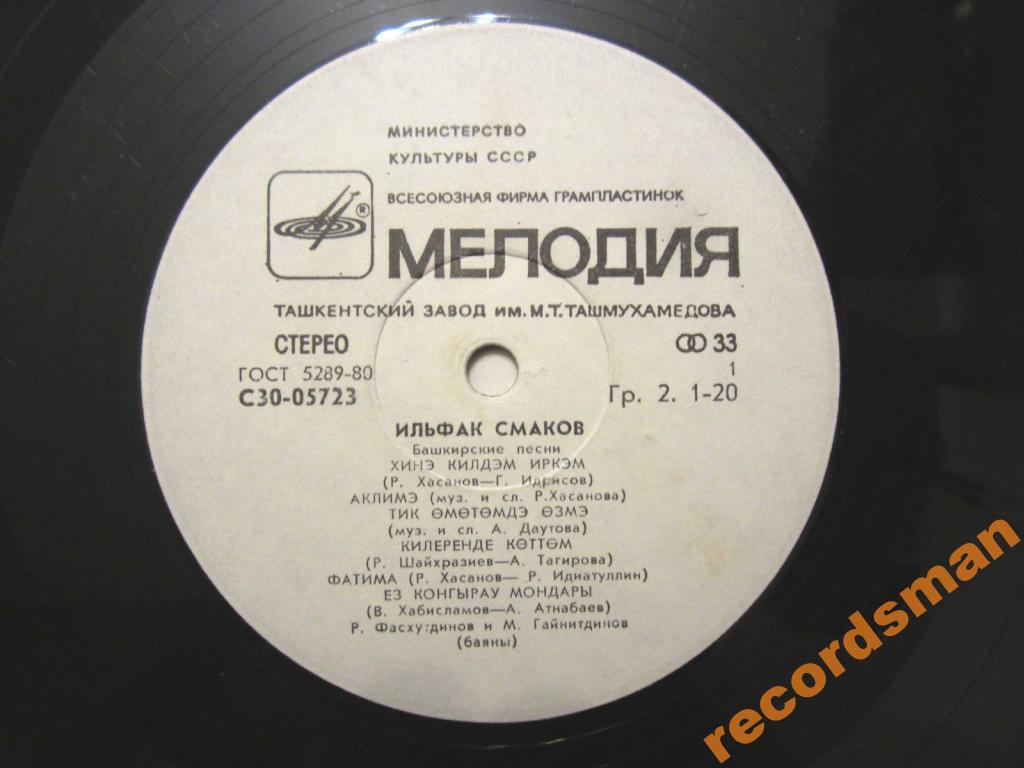 МИНИСТЕРСТВО
КУЛЬТУРЫ СССР
ВСЕСОЮЗНАЯ ФИРМА ГРАМПЛАСТИНОК
®
МЕЛОДИЯ
ТАШКЕНТСКИЙ ЗАВОД им. М.Т. ТАШМУХАМЕДОВА
СТЕРЕО 33
ГОСТ 5289-80 1
С30-05723 Гр. 2. 1-20
ИЛЬФАК СМАКОВ
Башкирские песни
ХИНЭ КИЛДЭМ ИРКЭМ
(Р. Хасанов—Г. Идрисов)
АКЛИМЭ (муз. и сл. Р.Хасанова)
ТИК ӨМӨТӨМДЭ ӨЗМЭ
(муз. и сл. А. Даутова)
КИЛЕРЕНДЕ КӨТТӨМ
(Р. Шайхразиев—А. Тагирова)
ФАТИМА (Р. Хасанов— Р. Идиатуллин)
ЕЗ КОНГЫРАУ МОНДАРЫ
(В. Хабисламов—А. Атнабаев)
Р. Фасхутдинов и М. Гайнитдинов
(баяны)
recordsman